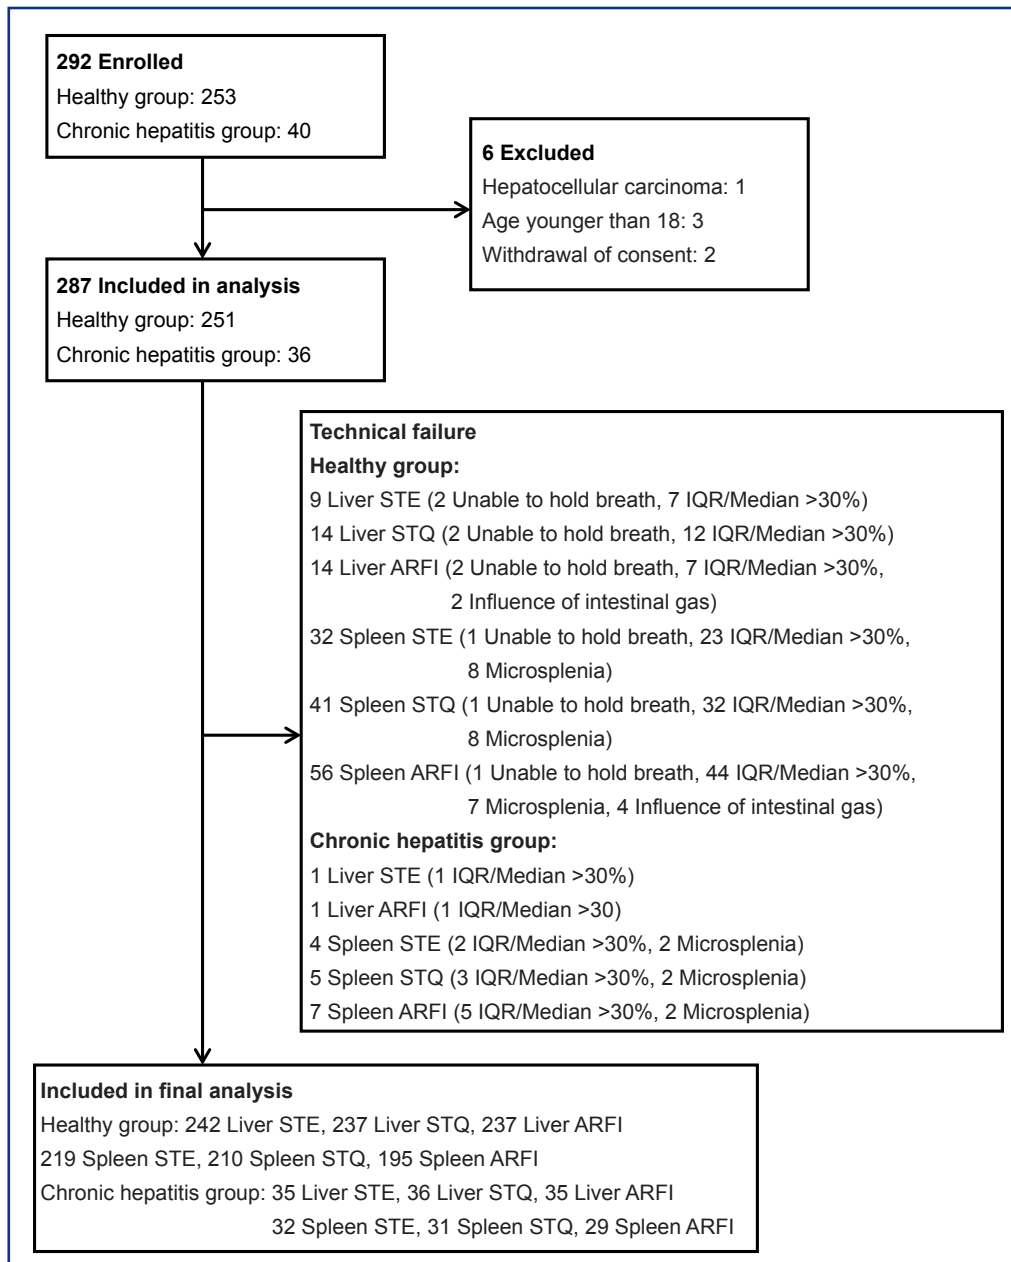 292 Enrolled
Healthy group: 253
Chronic hepatitis group: 40
6 Excluded
Hepatocellular carcinoma: 1
Age younger than 18: 3
Withdrawal of consent: 2
287 Included in analysis
Healthy group: 251
Chronic hepatitis group: 36
Technical failure
Healthy group:
9 Liver STE (2 Unable to hold breath, 7 IQR/Median >30%)
14 Liver STQ (2 Unable to hold breath, 12 IQR/Median >30%)
14 Liver ARFI (2 Unable to hold breath, 7 IQR/Median >30%,
2 Influence of intestinal gas)
32 Spleen STE (1 Unable to hold breath, 23 IQR/Median >30%,
8 Microsplenia)
41 Spleen STQ (1 Unable to hold breath, 32 IQR/Median >30%,
8 Microsplenia)
56 Spleen ARFI (1 Unable to hold breath, 44 IQR/Median >30%,
7 Microsplenia, 4 Influence of intestinal gas)
Chronic hepatitis group:
1 Liver STE (1 IQR/Median >30%)
1 Liver ARFI (1 IQR/Median >30)
4 Spleen STE (2 IQR/Median >30%, 2 Microsplenia)
5 Spleen STQ (3 IQR/Median >30%, 2 Microsplenia)
7 Spleen ARFI (5 IQR/Median >30%, 2 Microsplenia)
Included in final analysis
Healthy group: 242 Liver STE, 237 Liver STQ, 237 Liver ARFI
219 Spleen STE, 210 Spleen STQ, 195 Spleen ARFI
Chronic hepatitis group: 35 Liver STE, 36 Liver STQ, 35 Liver ARFI
32 Spleen STE, 31 Spleen STQ, 29 Spleen ARFI